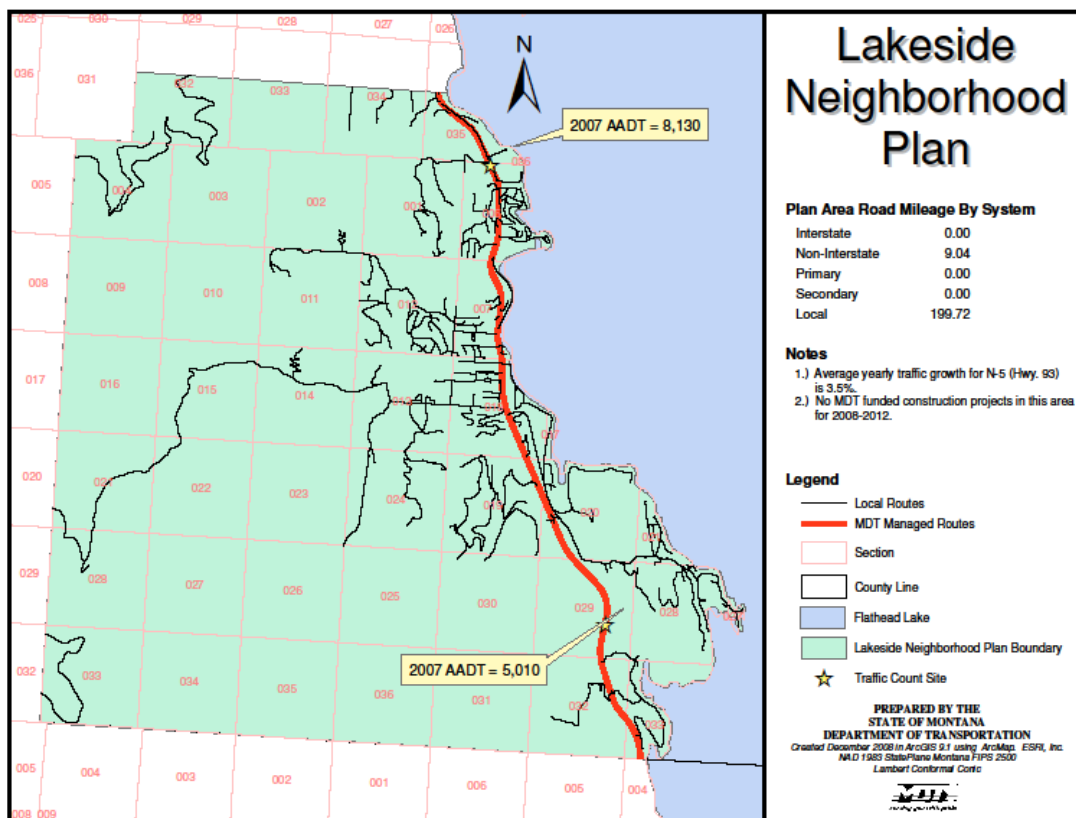 Lakeside
Neighborhood
Plan
Plan Area Road Mileage By System
Interstate 0.00
Non-Interstate 9.04
Primary 0.00
Secondary 0.00
Local 199.72
Notes
1.) Average yearly traffic growth for N-5 (Hwy. 93)
is 3.5%.
2.) No MDT funded construction projects in this area
for 2008-2012.
Legend
Local Routes
MDT Managed Routes
Section
County Line
Flathead Lake
Lakeside Neighborhood Plan Boundary
Traffic Count Site
PREPARED BY THE
STATE OF MONTANA
DEPARTMENT OF TRANSPORTATION
Created December 2008 in ArcGIS 9.1 using ArcMap. ESRI, Inc.
NAD 1983 StatePlane Montana FIPS 2500
Lambert Conformal Conic
N
2007 AADT = 8,130
2007 AADT = 5,010
025 030 029 028 027 026
036 031 032 033 034 035 036
005 004 003 002
008 009 010 011 012 007
017 016 015 014 013
020 021 022 023 024 019 020
029 028 027 026 025 030 029 028
032 033 034 035 036 031 032 033
005 004 003 002 001 006 005 004
008 009